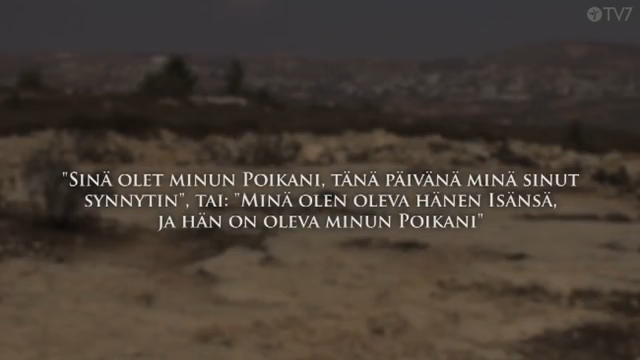 TV7
"Sinä olet minun Poikani, tänä päivänä minä sinut
synnytin", tai: "Minä olen oleva hänen Isänsä,
ja hän on oleva minun Poikani"